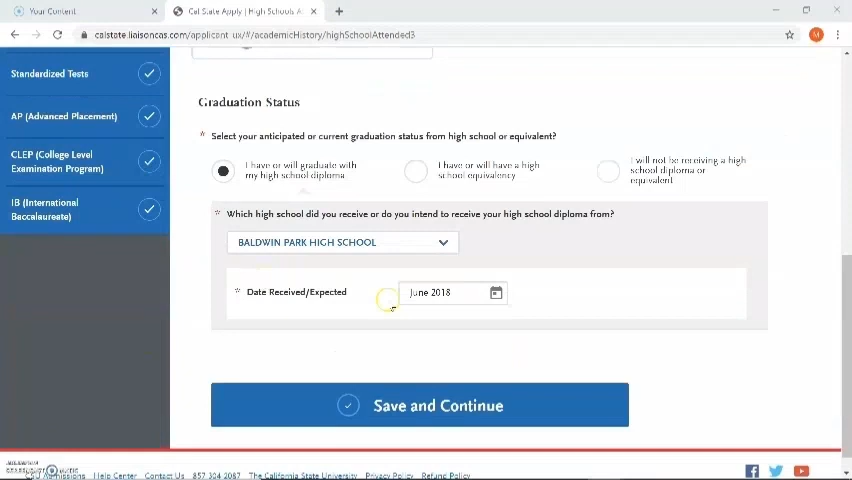 Your Content
Cal State Apply | High Schools A
calstate.liaisoncas.com/applicant-ux/#/academicHistory/highSchoolAttended3
M
Standardized Tests
AP (Advanced Placement)
CLEP (College Level
Examination Program)
IB (International
Baccalaureate)
Graduation Status
* Select your anticipated or current graduation status from high school or equivalent?
I have or will graduate with
my high school diploma
I have or will have a high
school equivalency
I will not be receiving a high
school diploma or
equivalent
* Which high school did you receive or do you intend to receive your high school diploma from?
BALDWIN PARK HIGH SCHOOL
* Date Received/Expected
June 2018
Save and Continue
CSU Admissions Help Center Contact Us 857 304 2087 The California State University Privacy Policy Refund Policy